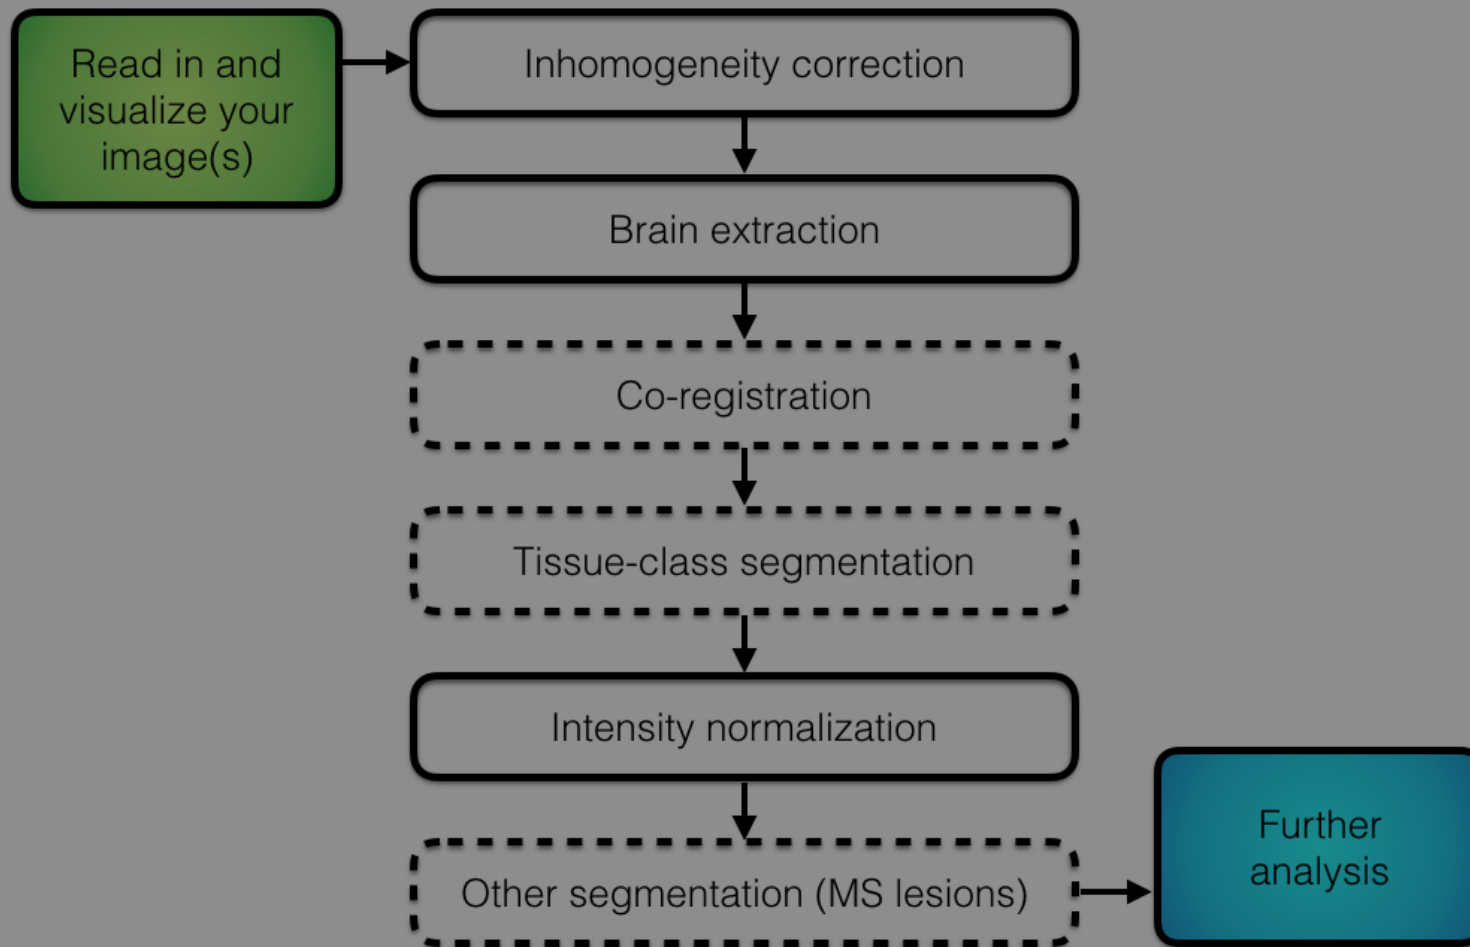 Read in and
visualize your
image(s)
Inhomogeneity correction
Brain extraction
Co-registration
Tissue-class segmentation
Intensity normalization
Other segmentation (MS lesions)
Further
analysis